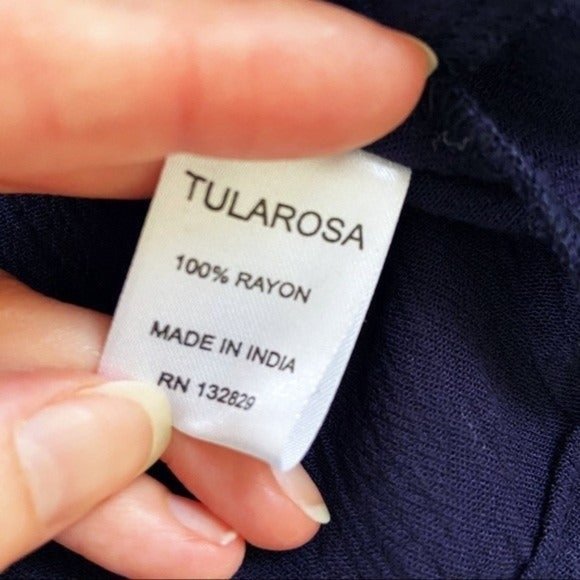 TULAROSA
100% RAYON
MADE IN INDIA
RN 132829